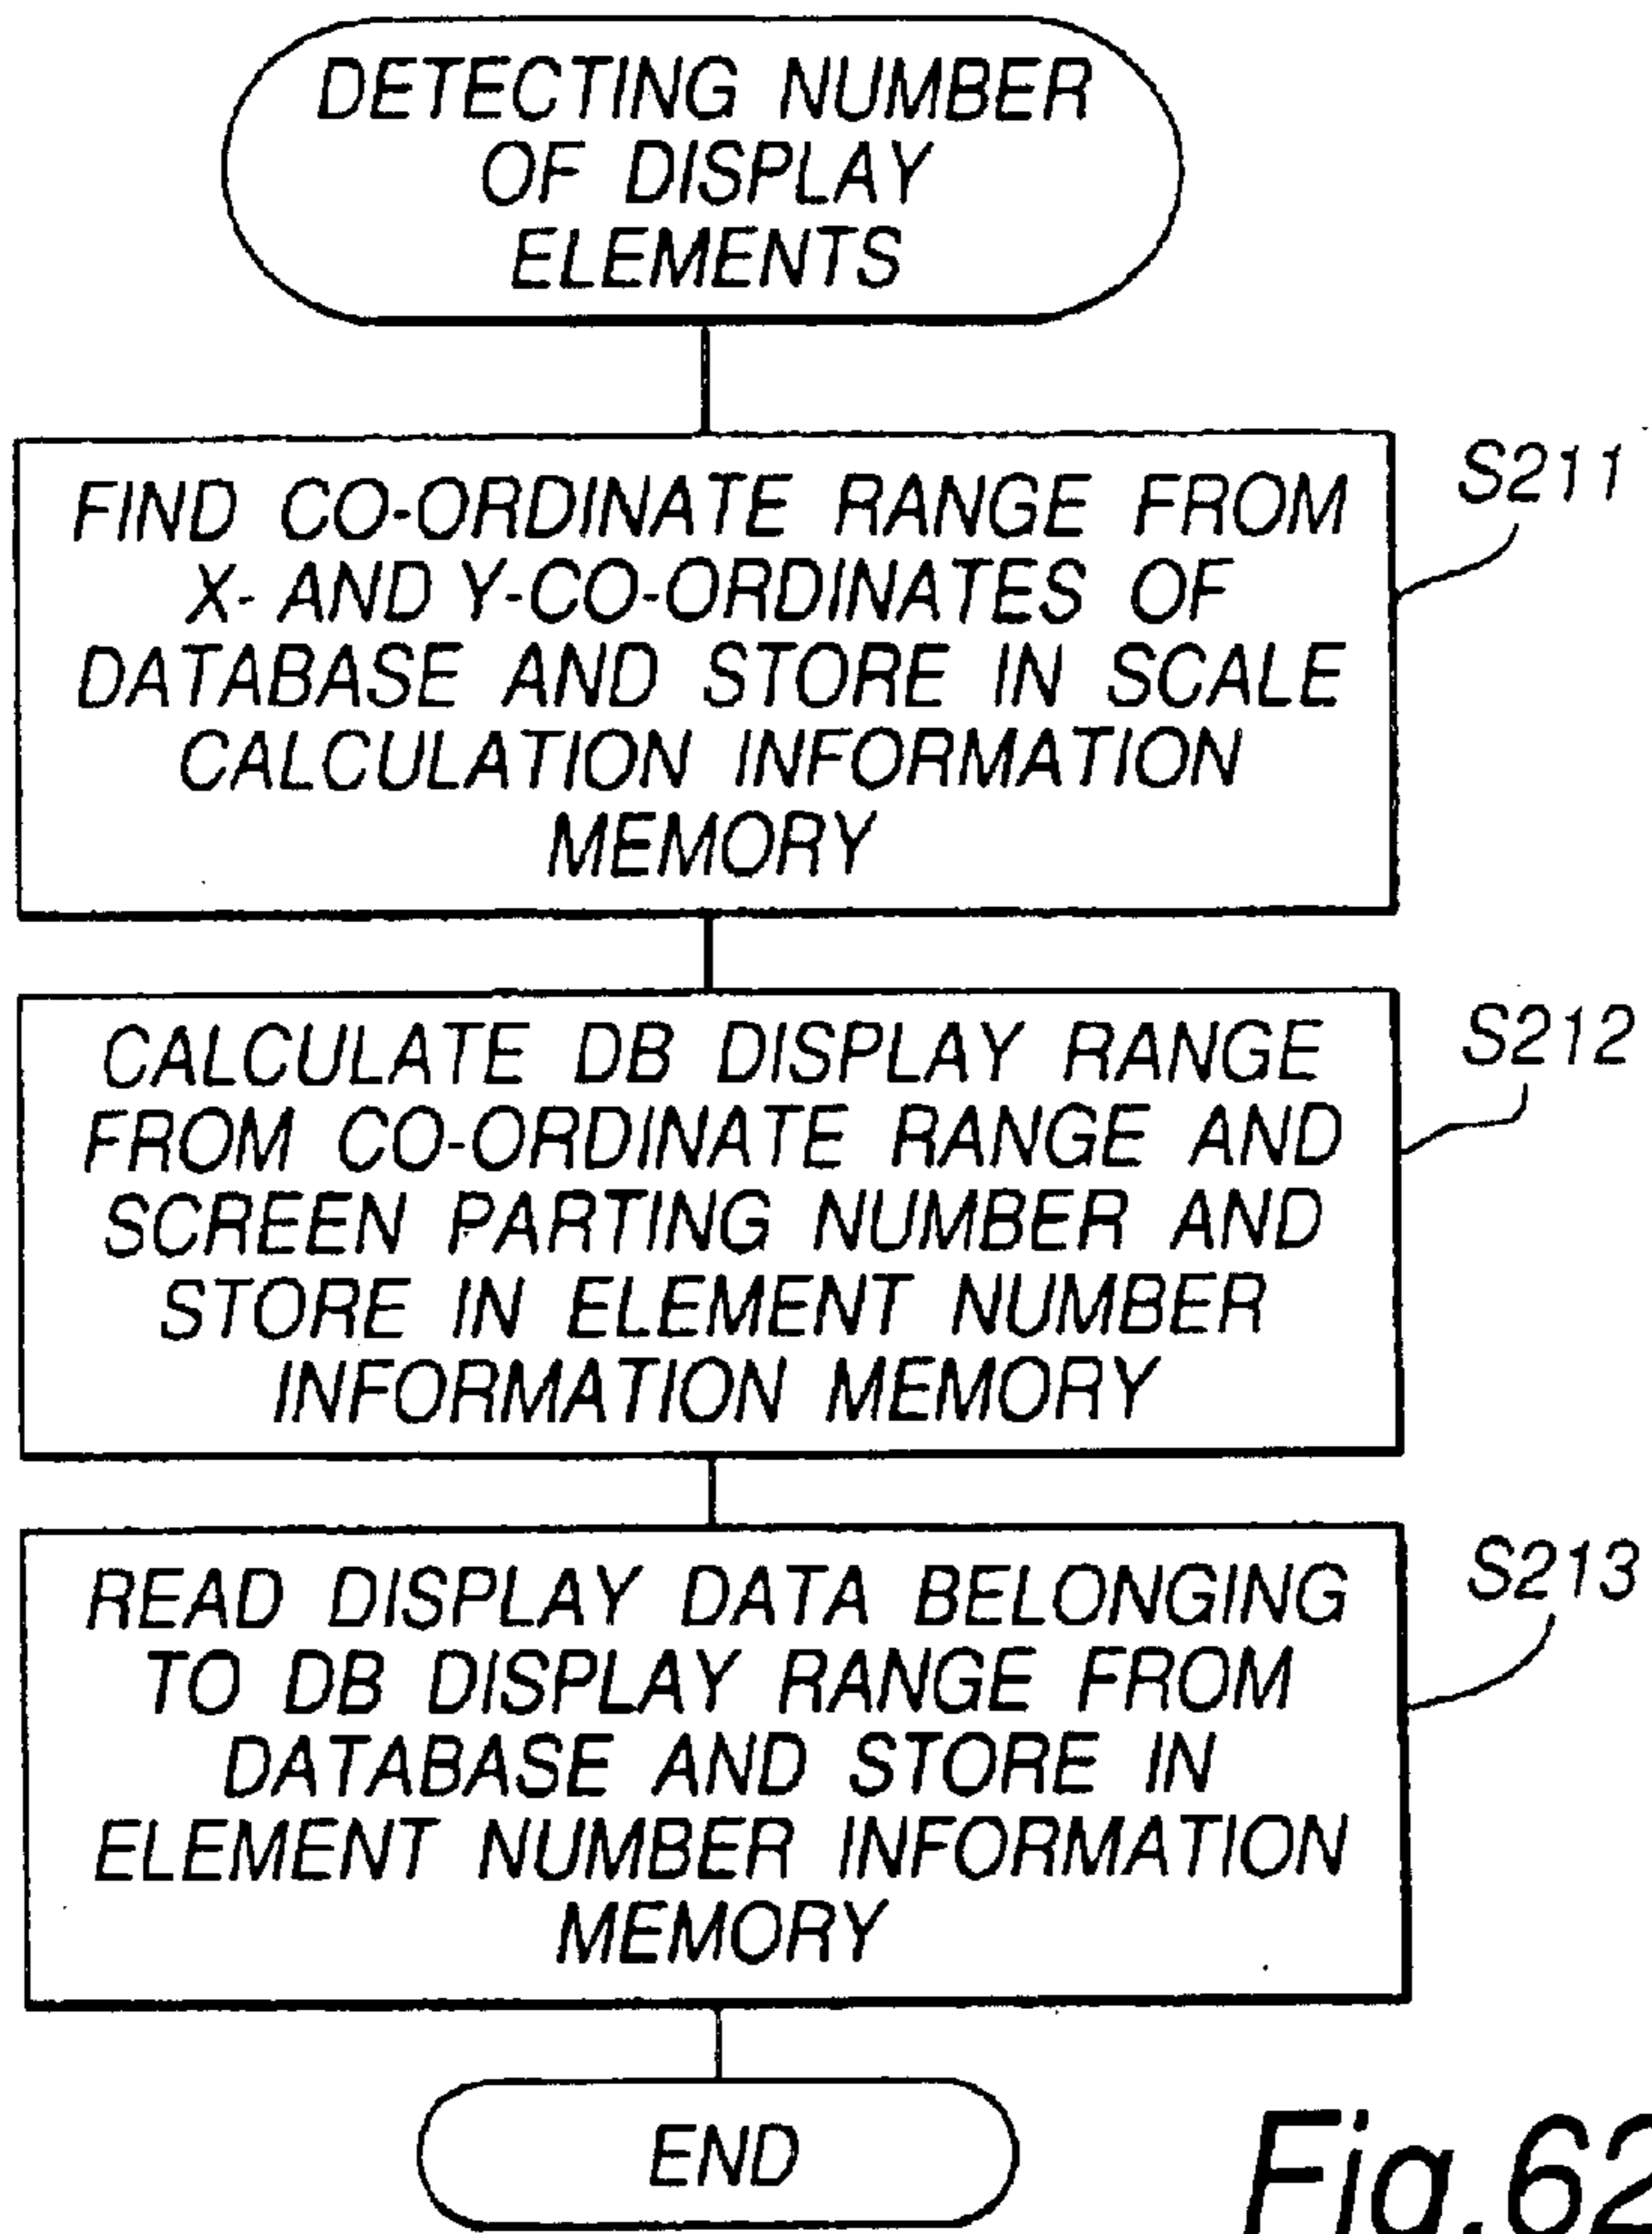 DETECTING NUMBER
OF DISPLAY
ELEMENTS
FIND CO-ORDINATE RANGE FROM
X- AND Y-CO-ORDINATES OF
DATABASE AND STORE IN SCALE
CALCULATION INFORMATION
MEMORY
S211
CALCULATE DB DISPLAY RANGE
FROM CO-ORDINATE RANGE AND
SCREEN PARTING NUMBER AND
STORE IN ELEMENT NUMBER
INFORMATION MEMORY
S212
READ DISPLAY DATA BELONGING
TO DB DISPLAY RANGE FROM
DATABASE AND STORE IN
ELEMENT NUMBER INFORMATION
MEMORY
S213
END
Fig.62